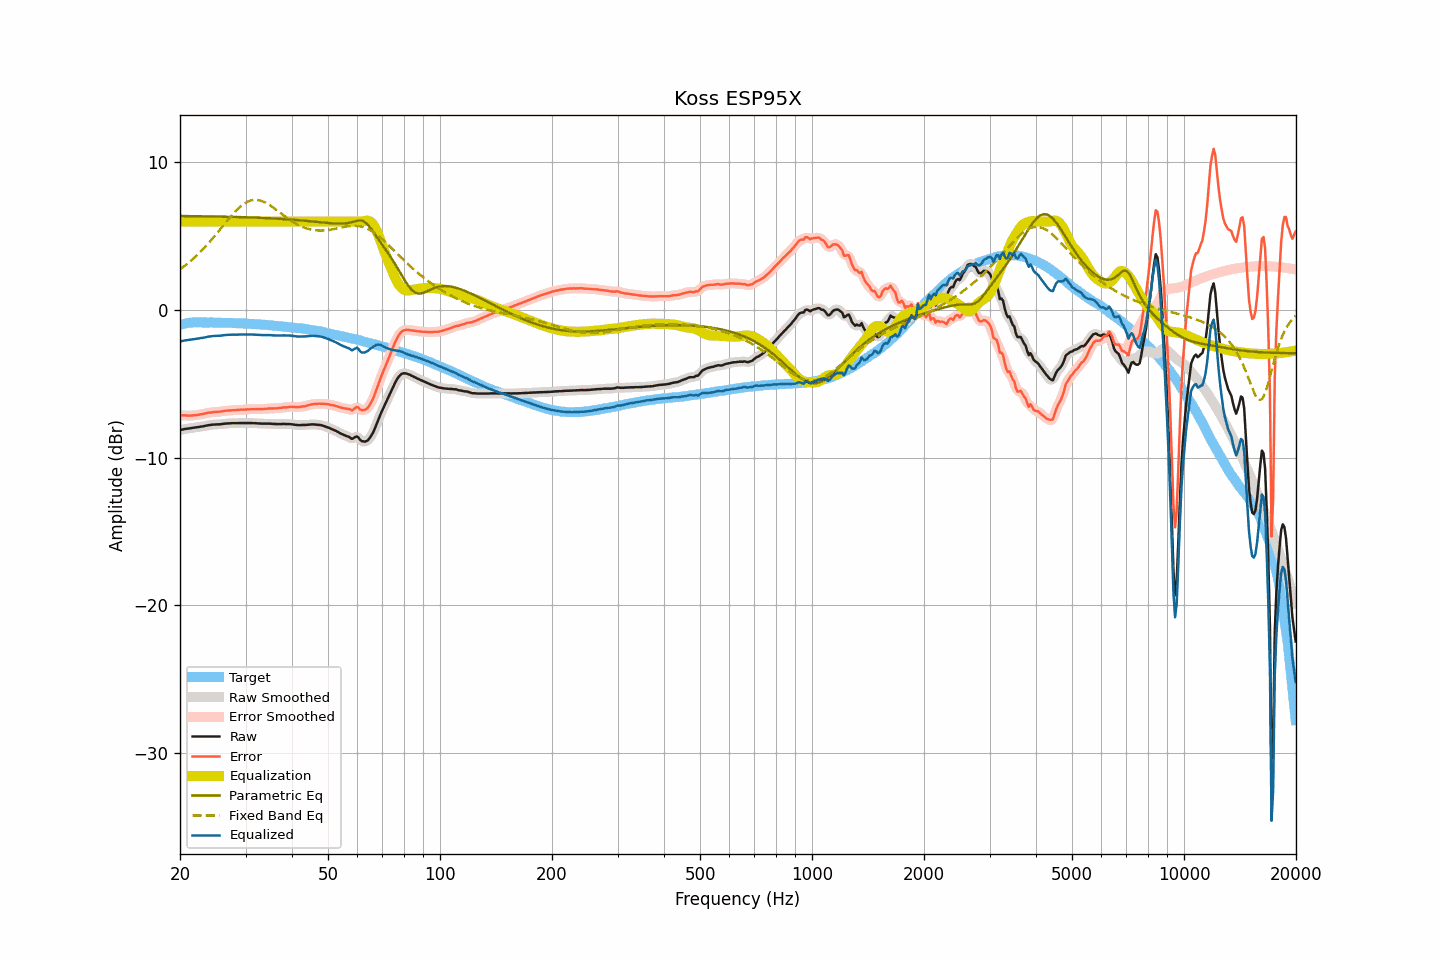 Koss ESP95X
Amplitude (dBr)
10
0
−10
−20
−30
Target
Raw Smoothed
Error Smoothed
Raw
Error
Equalization
Parametric Eq
Fixed Band Eq
Equalized
20 50 100 200 500 1000 2000 5000 10000 20000
Frequency (Hz)